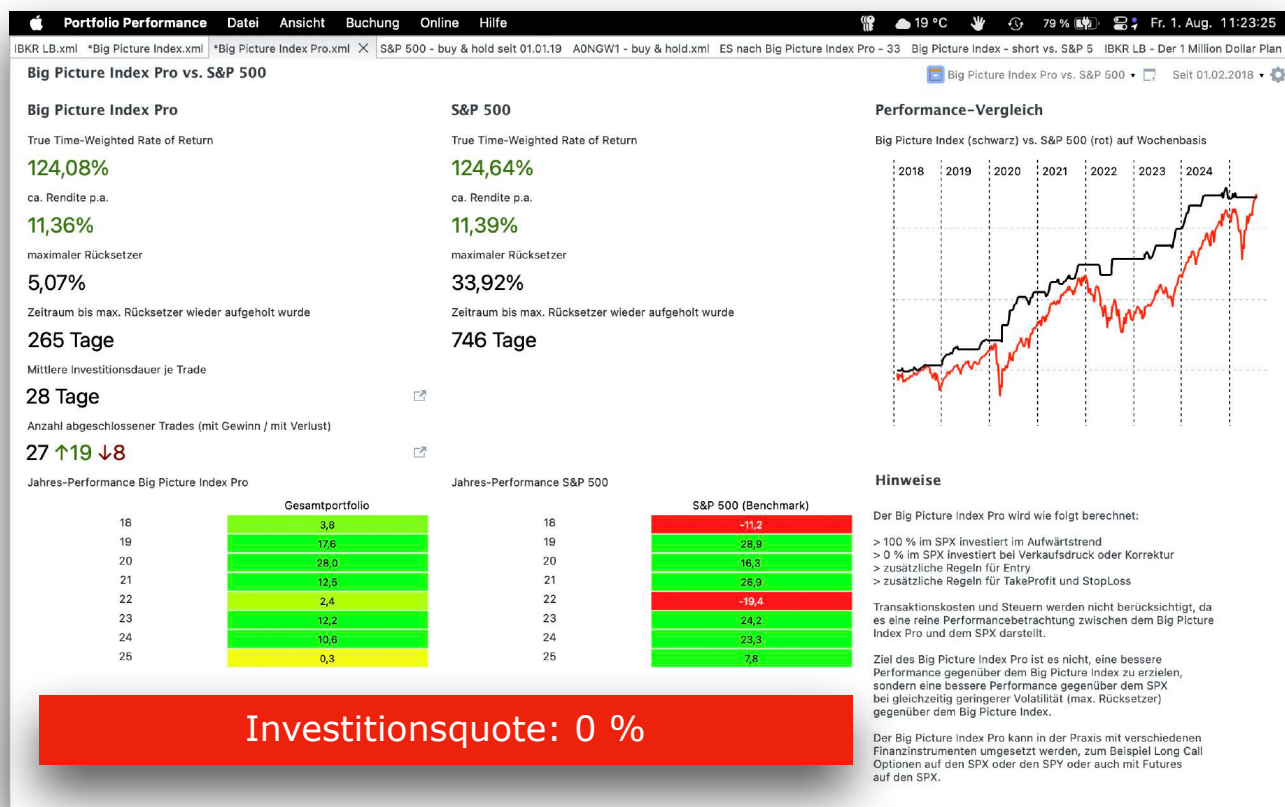 Portfolio Performance Datei Ansicht Buchung Online Hilfe 19 °C 79 % Fr. 1. Aug. 11:23:25
IBKR LB.xml *Big Picture Index.xml *Big Picture Index Pro.xml S&P 500 - buy & hold seit 01.01.19 A0NGW1 - buy & hold.xml ES nach Big Picture Index Pro - 33 Big Picture Index - short vs. S&P 5 IBKR LB - Der 1 Million Dollar Plan
Big Picture Index Pro vs. S&P 500
Big Picture Index Pro vs. S&P 500 Seit 01.02.2018
Big Picture Index Pro
True Time-Weighted Rate of Return
124,08%
ca. Rendite p.a.
11,36%
maximaler Rücksetzer
5,07%
Zeitraum bis max. Rücksetzer wieder aufgeholt wurde
265 Tage
Mittlere Investitionsdauer je Trade
28 Tage
Anzahl abgeschlossener Trades (mit Gewinn / mit Verlust)
27 ↑19 ↓8
Jahres-Performance Big Picture Index Pro
Gesamtportfolio
18 3,8
19 17,6
20 28,0
21 12,5
22 2,4
23 12,2
24 10,6
25 0,3
S&P 500
True Time-Weighted Rate of Return
124,64%
ca. Rendite p.a.
11,39%
maximaler Rücksetzer
33,92%
Zeitraum bis max. Rücksetzer wieder aufgeholt wurde
746 Tage
Jahres-Performance S&P 500
S&P 500 (Benchmark)
18 -11,2
19 28,9
20 16,3
21 26,9
22 -19,4
23 24,2
24 23,3
25 7,8
Performance-Vergleich
Big Picture Index (schwarz) vs. S&P 500 (rot) auf Wochenbasis
2018 2019 2020 2021 2022 2023 2024
Hinweise
Der Big Picture Index Pro wird wie folgt berechnet:
> 100 % im SPX investiert im Aufwärtstrend
> 0 % im SPX investiert bei Verkaufsdruck oder Korrektur
> zusätzliche Regeln für Entry
> zusätzliche Regeln für TakeProfit und StopLoss
Transaktionskosten und Steuern werden nicht berücksichtigt, da
es eine reine Performancebetrachtung zwischen dem Big Picture
Index Pro und dem SPX darstellt.
Ziel des Big Picture Index Pro ist es nicht, eine bessere
Performance gegenüber dem Big Picture Index zu erzielen,
sondern eine bessere Performance gegenüber dem SPX
bei gleichzeitig geringerer Volatilität (max. Rücksetzer)
gegenüber dem Big Picture Index.
Der Big Picture Index Pro kann in der Praxis mit verschiedenen
Finanzinstrumenten umgesetzt werden, zum Beispiel Long Call
Optionen auf den SPX oder den SPY oder auch mit Futures
auf den SPX.
Investitionsquote: 0 %